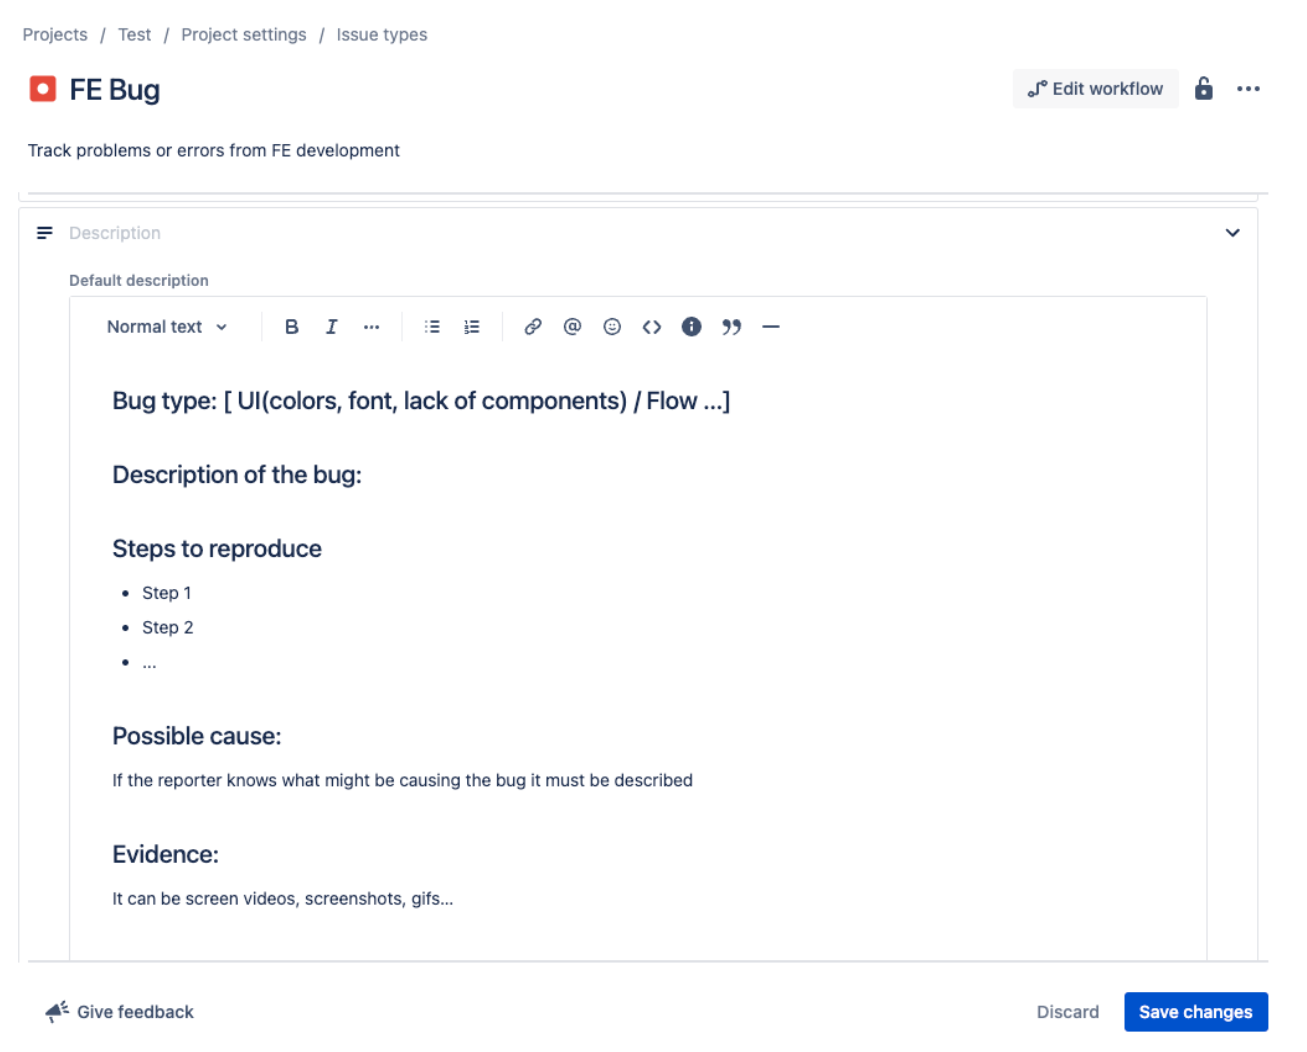 Projects / Test / Project settings / Issue types
FE Bug
Edit workflow
Track problems or errors from FE development
Description
Default description
Normal text
B I ...
Bug type: [ UI(colors, font, lack of components) / Flow ...]
Description of the bug:
Steps to reproduce
• Step 1
• Step 2
• ...
Possible cause:
If the reporter knows what might be causing the bug it must be described
Evidence:
It can be screen videos, screenshots, gifs...
Give feedback
Discard
Save changes